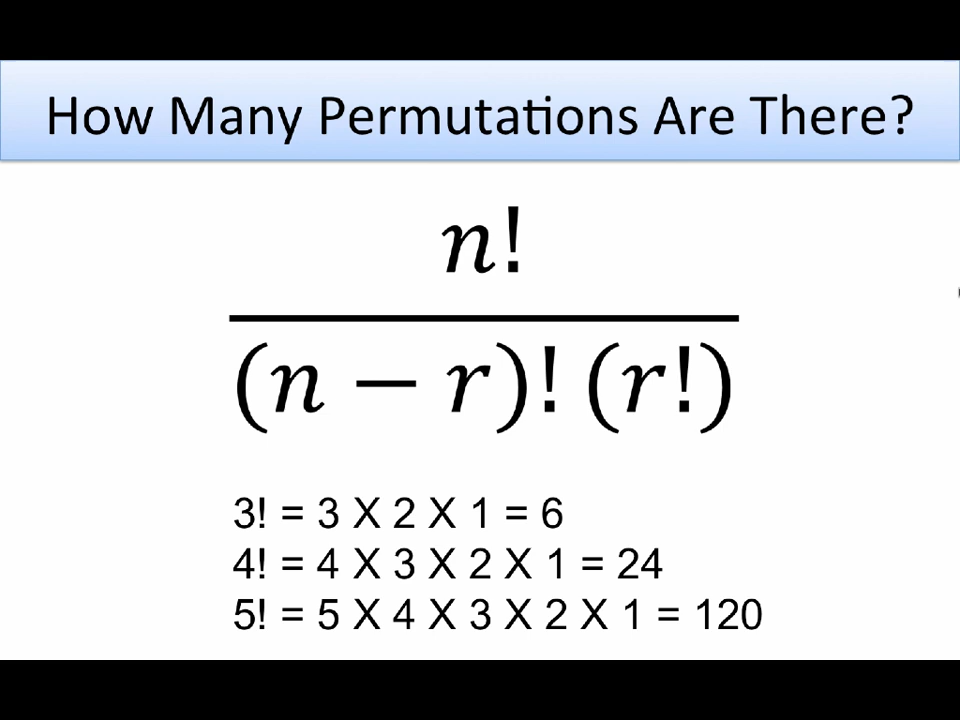 How Many Permutations Are There?
n!
(n − r)! (r!)
3! = 3 X 2 X 1 = 6
4! = 4 X 3 X 2 X 1 = 24
5! = 5 X 4 X 3 X 2 X 1 = 120